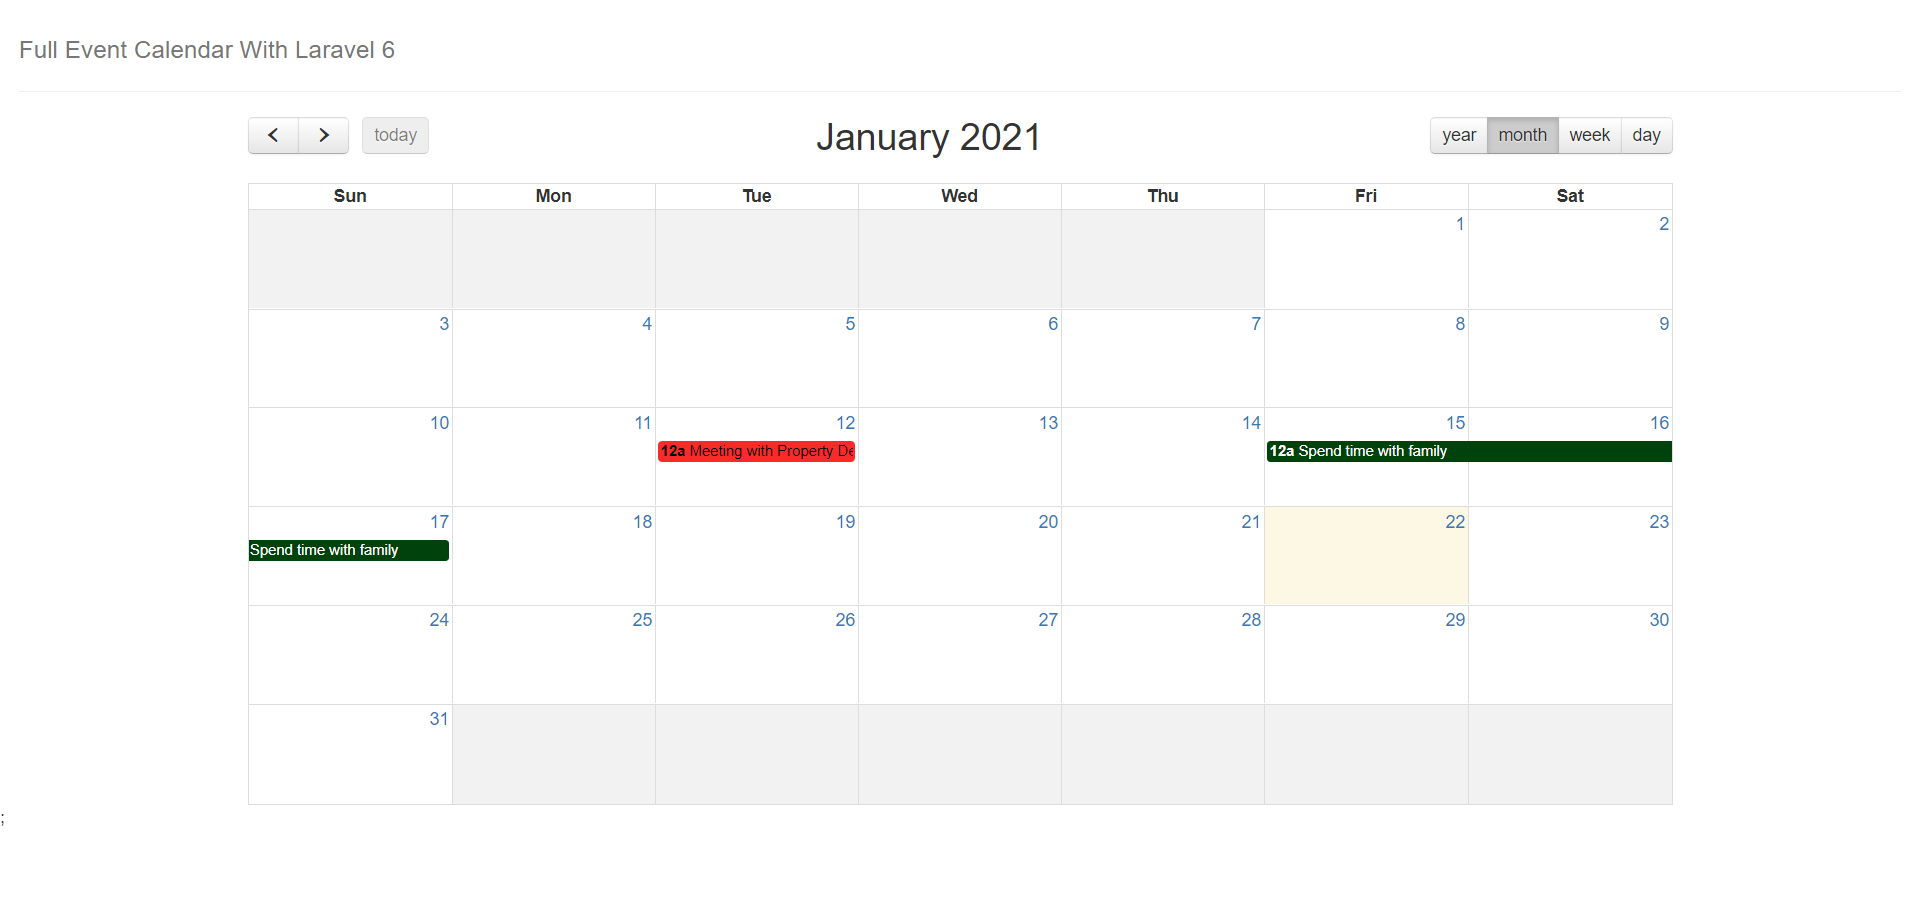 Full Event Calendar With Laravel 6
today
January 2021
year month week day
Sun Mon Tue Wed Thu Fri Sat
1 2
3 4 5 6 7 8 9
10 11 12 13 14 15 16
12a Meeting with Property De 12a Spend time with family
17 18 19 20 21 22 23
Spend time with family
24 25 26 27 28 29 30
31
;